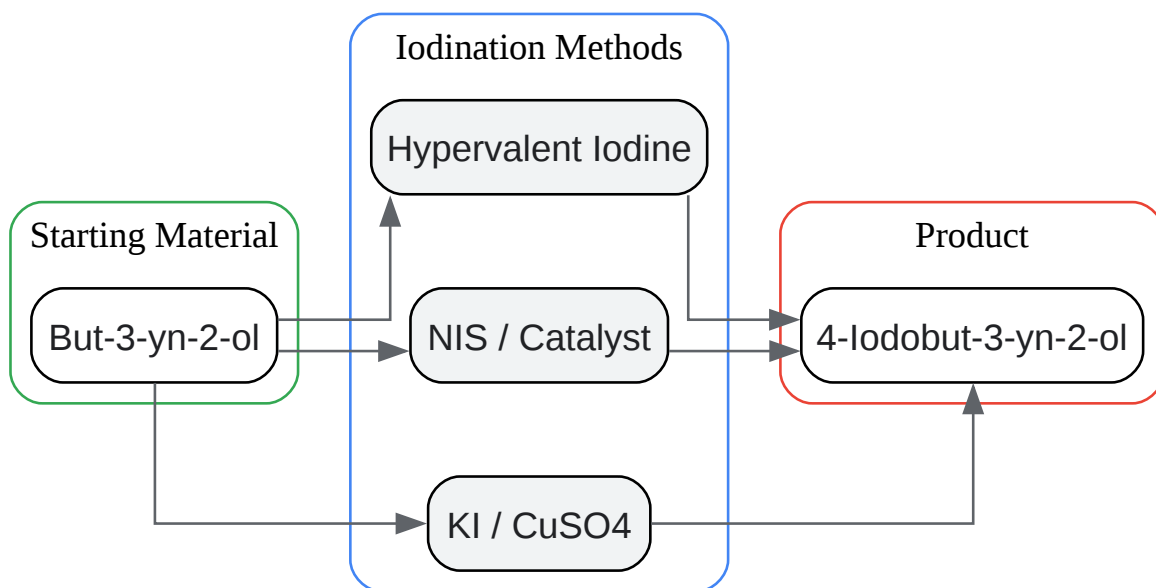 Iodination Methods
Hypervalent Iodine
Starting Material
But-3-yn-2-ol
NIS / Catalyst
KI / CuSO4
Product
4-Iodobut-3-yn-2-ol